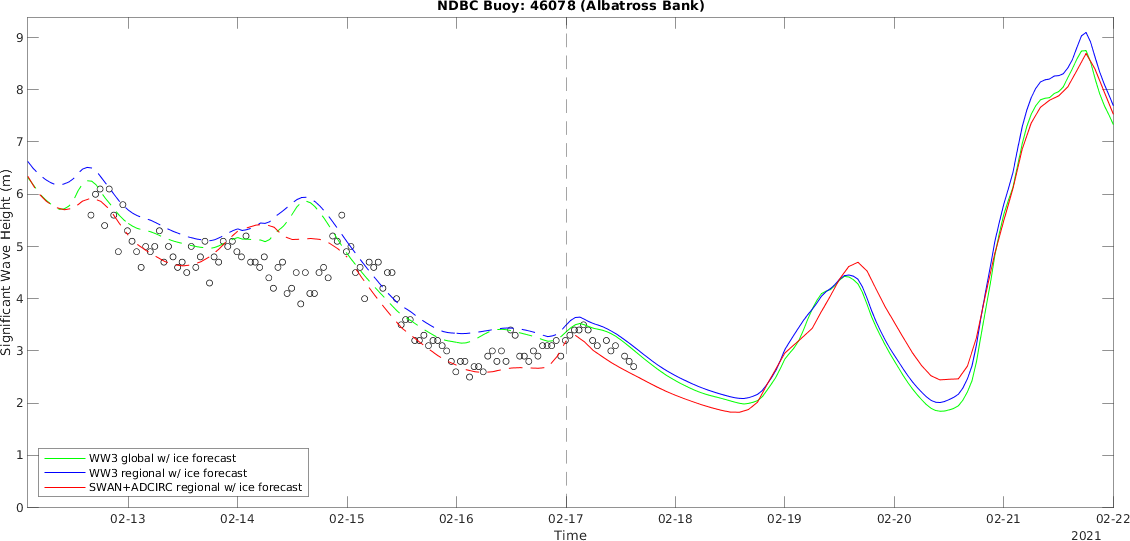 NDBC Buoy: 46078 (Albatross Bank)
Significant Wave Height (m)
9
8
7
6
5
4
3
2
1
0
WW3 global w/ ice forecast
WW3 regional w/ ice forecast
SWAN+ADCIRC regional w/ ice forecast
02-13 02-14 02-15 02-16 02-17 02-18 02-19 02-20 02-21 02-22
Time
2021